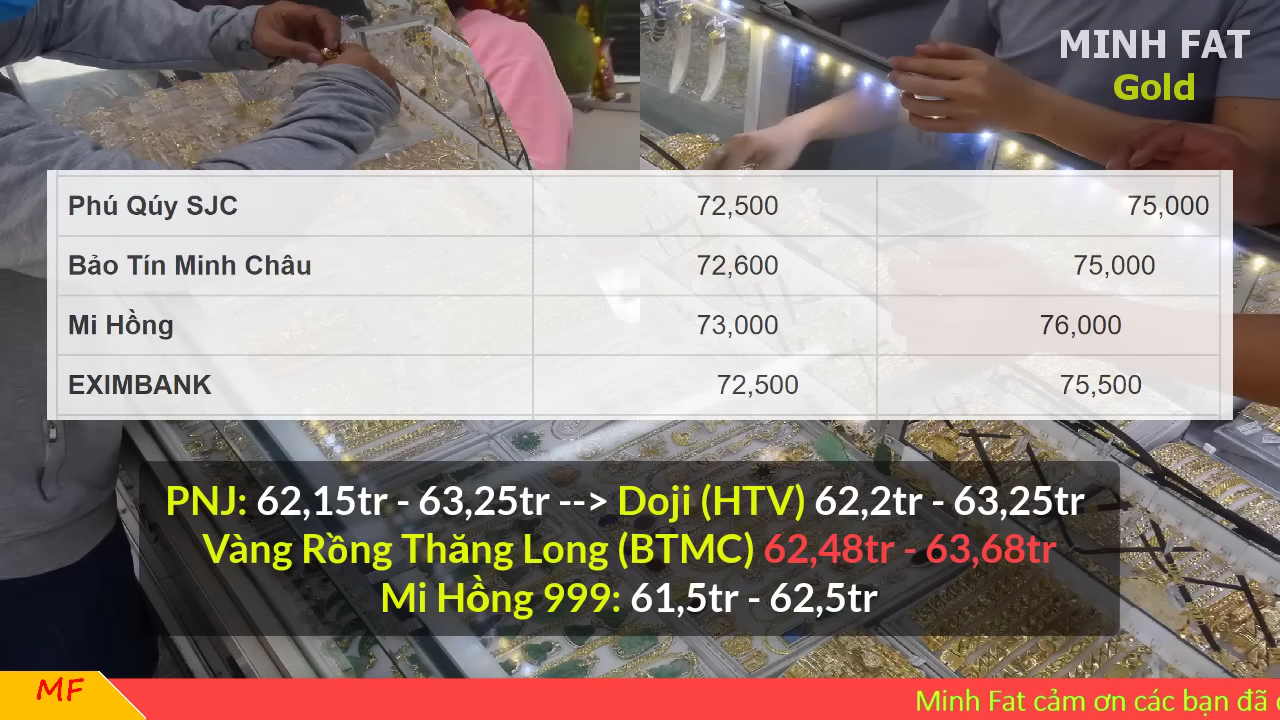 MINH FAT
Gold
Phú Qúy SJC 72,500 75,000
Bảo Tín Minh Châu 72,600 75,000
Mi Hồng 73,000 76,000
EXIMBANK 72,500 75,500
PNJ: 62,15tr - 63,25tr --> Doji (HTV) 62,2tr - 63,25tr
Vàng Rồng Thăng Long (BTMC) 62,48tr - 63,68tr
Mi Hồng 999: 61,5tr - 62,5tr
MF
Minh Fat cảm ơn các bạn đã